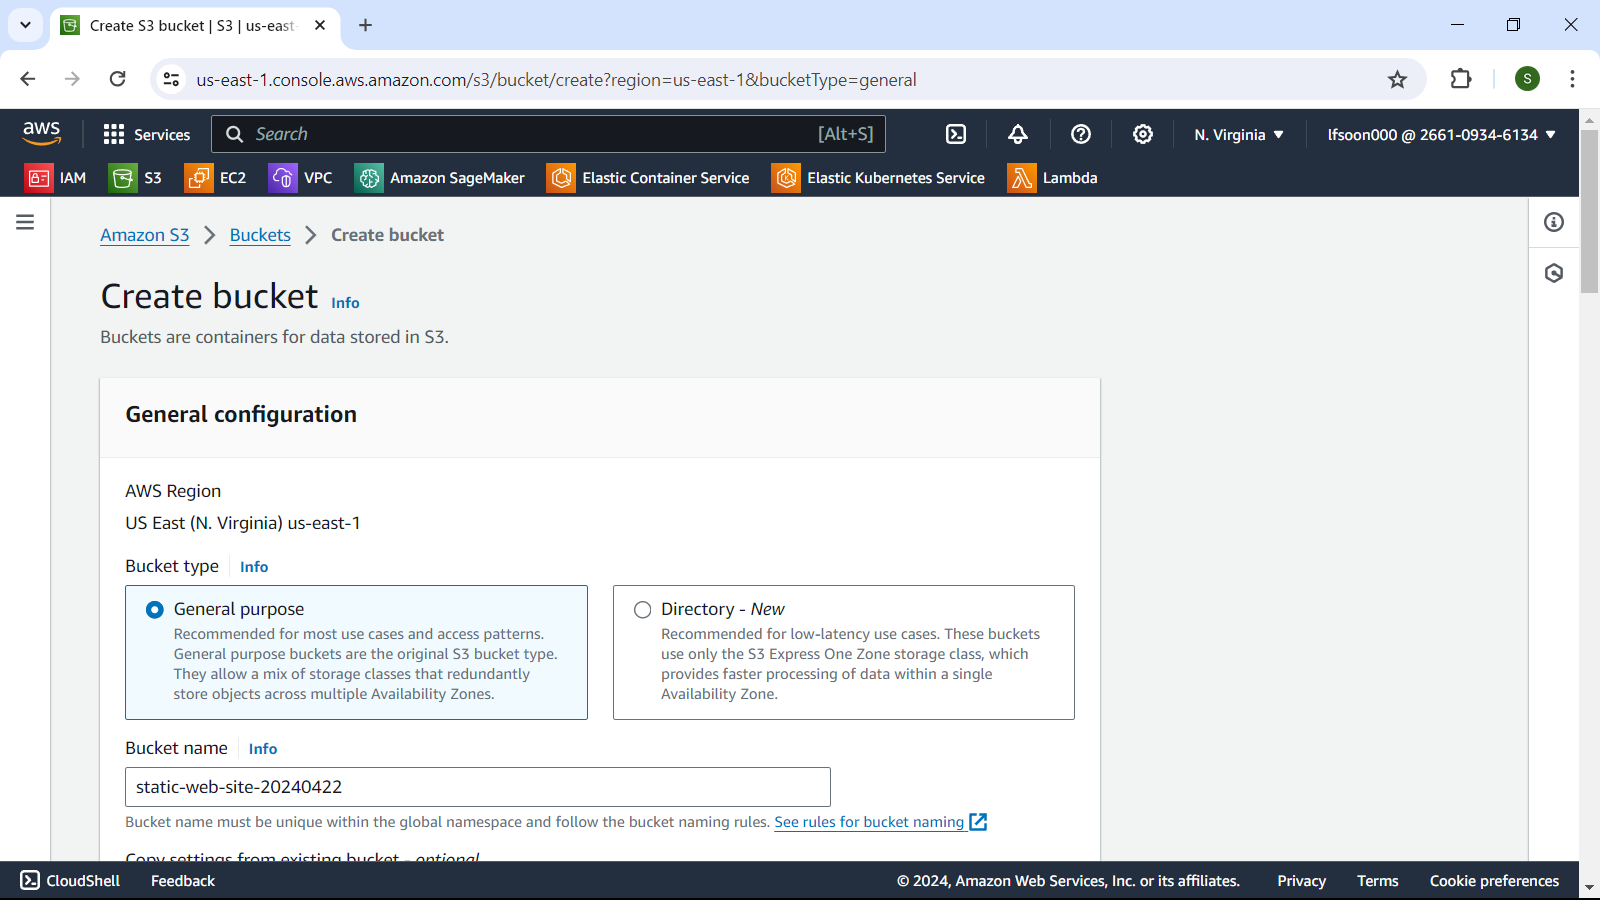 Create S3 bucket | S3 | us-east-
us-east-1.console.aws.amazon.com/s3/bucket/create?region=us-east-1&bucketType=general
S
aws
Services
Search
[Alt+S]
N. Virginia
lfsoon000 @ 2661-0934-6134
IAM
S3
EC2
VPC
Amazon SageMaker
Elastic Container Service
Elastic Kubernetes Service
Lambda
Amazon S3
Buckets
Create bucket
Create bucket Info
Buckets are containers for data stored in S3.
General configuration
AWS Region
US East (N. Virginia) us-east-1
Bucket type Info
General purpose
Recommended for most use cases and access patterns.
General purpose buckets are the original S3 bucket type.
They allow a mix of storage classes that redundantly
store objects across multiple Availability Zones.
Directory - New
Recommended for low-latency use cases. These buckets
use only the S3 Express One Zone storage class, which
provides faster processing of data within a single
Availability Zone.
Bucket name Info
static-web-site-20240422
Bucket name must be unique within the global namespace and follow the bucket naming rules. See rules for bucket naming
Copy settings from existing bucket - optional
CloudShell
Feedback
© 2024, Amazon Web Services, Inc. or its affiliates.
Privacy
Terms
Cookie preferences